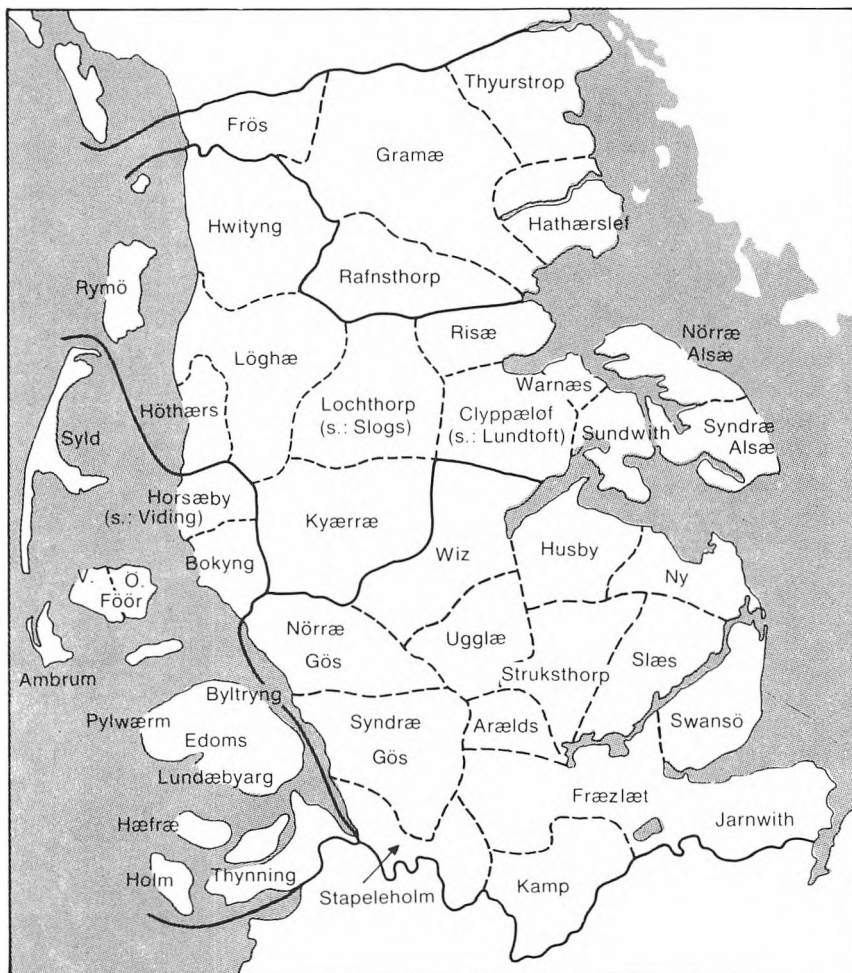 Thyurstrop
Frös
Gramæ
Hathærslef
Hwityng
Rafnsthorp
Rymö
Risæ
Nörræ
Alsæ
Löghæ
Warnæs
Höthærs
Lochthorp
(s.: Slogs)
Clyppæløf
(s.: Lundtoft)
Sundwith
Syndræ
Alsæ
Syld
Horsæby
(s.: Viding)
Kyærræ
Bokyng
Wiz
Husby
Ny
V. Ö.
Föör
Nörræ
Gös
Ugglæ
Struksthorp
Slæs
Ambrum
Byltryng
Pylwærm
Edoms
Lundæbyarg
Syndræ
Gös
Arælds
Swansö
Fræzlæt
Jarnwith
Hæfræ
Holm
Thynning
Stapeleholm
Kamp